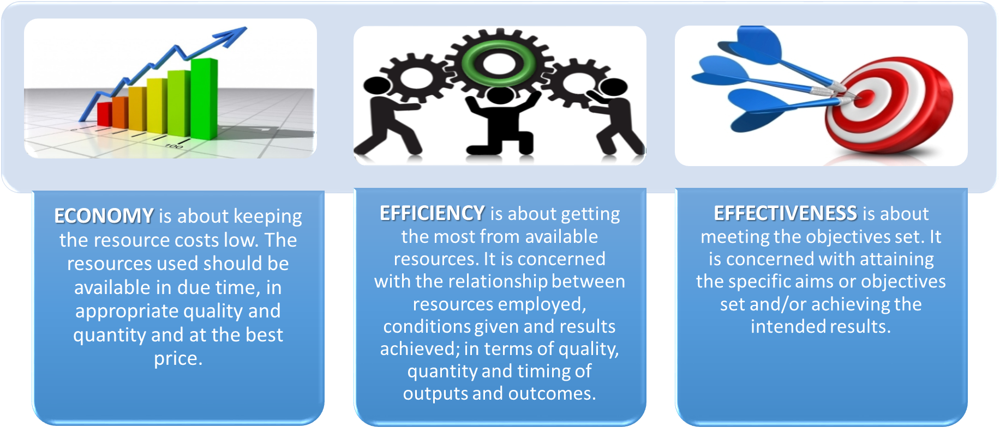 100
ECONOMY is about keeping
the resource costs low. The
resources used should be
available in due time, in
appropriate quality and
quantity and at the best
price.
EFFICIENCY is about getting
the most from available
resources. It is concerned
with the relationship between
resources employed,
conditions given and results
achieved; in terms of quality,
quantity and timing of
outputs and outcomes.
EFFECTIVENESS is about
meeting the objectives set. It
is concerned with attaining
the specific aims or objectives
set and/or achieving the
intended results.